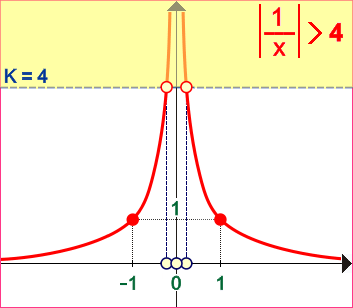 |1/x| > 4
K = 4
1
-1 0 1